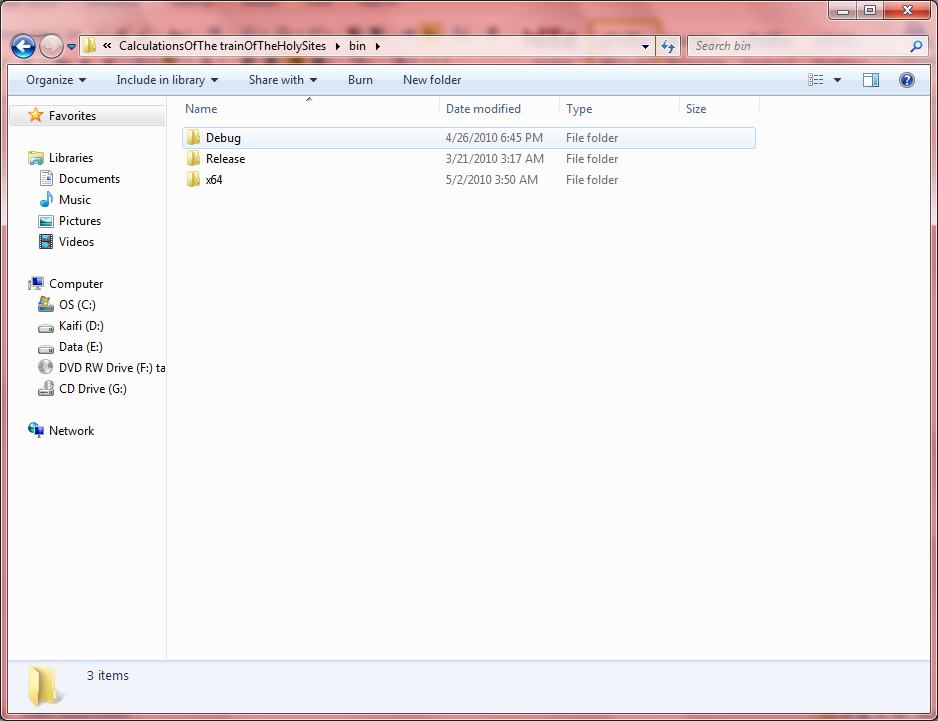 « CalculationsOfThe trainOfTheHolySites ▸ bin ▸
Search bin
Organize Include in library Share with Burn New folder
Name Date modified Type Size
Favorites
Libraries
Documents
Music
Pictures
Videos
Computer
OS (C:)
Kaifi (D:)
Data (E:)
DVD RW Drive (F:) ta
CD Drive (G:)
Network
Debug 4/26/2010 6:45 PM File folder
Release 3/21/2010 3:17 AM File folder
x64 5/2/2010 3:50 AM File folder
3 items